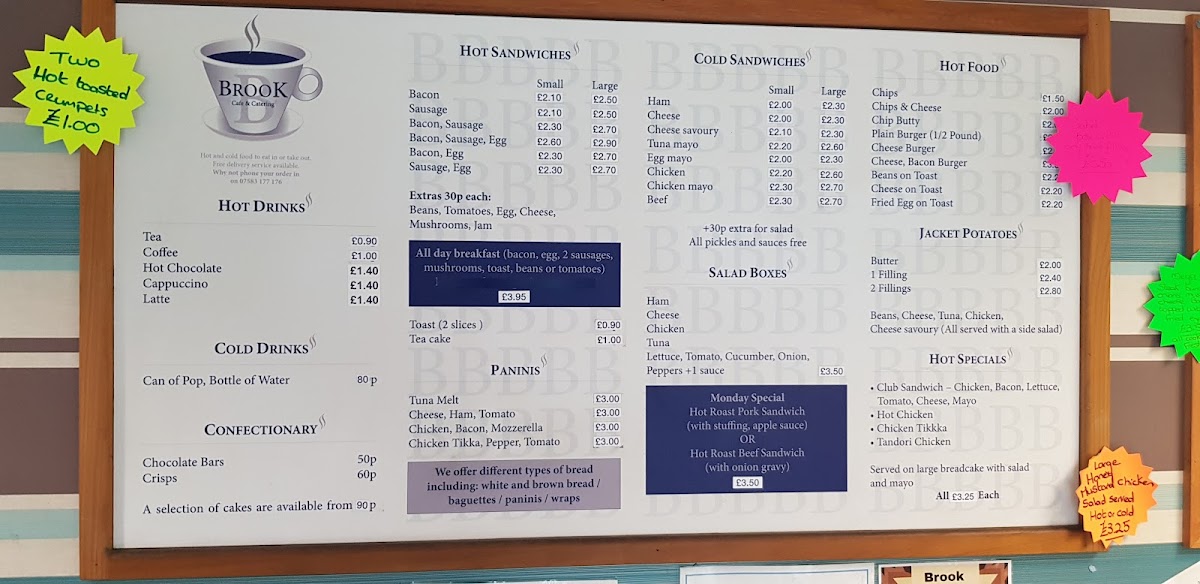 Two
Hot toasted
Crumpets
£1.00
BROOK
Cafe & Catering
Hot and cold food to eat in or take out.
Free delivery service available.
Why not phone your order in
on 07583 177 176
HOT DRINKS
Tea £0.90
Coffee £1.00
Hot Chocolate £1.40
Cappuccino £1.40
Latte £1.40
COLD DRINKS
Can of Pop, Bottle of Water 80p
CONFECTIONARY
Chocolate Bars 50p
Crisps 60p
A selection of cakes are available from 90p
HOT SANDWICHES
Small Large
Bacon £2.10 £2.50
Sausage £2.10 £2.50
Bacon, Sausage £2.30 £2.70
Bacon, Sausage, Egg £2.60 £2.90
Bacon, Egg £2.30 £2.70
Sausage, Egg £2.30 £2.70
Extras 30p each:
Beans, Tomatoes, Egg, Cheese,
Mushrooms, Jam
All day breakfast (bacon, egg, 2 sausages,
mushrooms, toast, beans or tomatoes)
£3.95
Toast (2 slices ) £0.90
Tea cake £1.00
PANINIS
Tuna Melt £3.00
Cheese, Ham, Tomato £3.00
Chicken, Bacon, Mozzerella £3.00
Chicken Tikka, Pepper, Tomato £3.00
We offer different types of bread
including: white and brown bread /
baguettes / paninis / wraps
COLD SANDWICHES
Small Large
Ham £2.00 £2.30
Cheese £2.00 £2.30
Cheese savoury £2.10 £2.30
Tuna mayo £2.20 £2.60
Egg mayo £2.00 £2.30
Chicken £2.20 £2.60
Chicken mayo £2.30 £2.70
Beef £2.30 £2.70
+30p extra for salad
All pickles and sauces free
SALAD BOXES
Ham
Cheese
Chicken
Tuna
Lettuce, Tomato, Cucumber, Onion,
Peppers +1 sauce £3.50
Monday Special
Hot Roast Pork Sandwich
(with stuffing, apple sauce)
OR
Hot Roast Beef Sandwich
(with onion gravy)
£3.50
HOT FOOD
Chips £1.50
Chips & Cheese £2.00
Chip Butty
Plain Burger (1/2 Pound)
Cheese Burger
Cheese, Bacon Burger
Beans on Toast
Cheese on Toast £2.20
Fried Egg on Toast £2.20
JACKET POTATOES
Butter £2.00
1 Filling £2.40
2 Fillings £2.80
Beans, Cheese, Tuna, Chicken,
Cheese savoury (All served with a side salad)
HOT SPECIALS
• Club Sandwich – Chicken, Bacon, Lettuce,
Tomato, Cheese, Mayo
• Hot Chicken
• Chicken Tikkka
• Tandori Chicken
Served on large breadcake with salad
and mayo
All £3.25 Each
Large
Honey
Mustard Chicken
Salad served
Hot or cold
£3.25
Brook